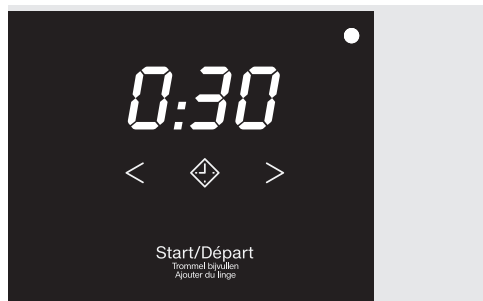 0:30
< >
Start/Départ
Trommel bijvullen
Ajouter du linge